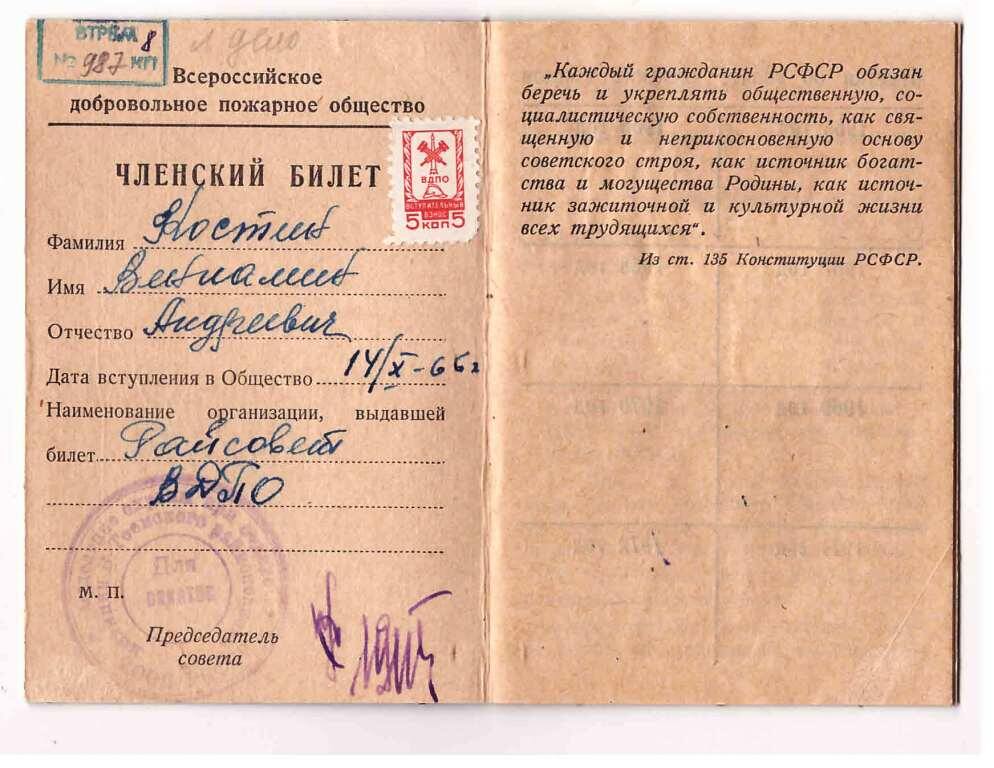 ВТРБМ 8
№ 987 КП
Всероссийское
добровольное пожарное общество
ЧЛЕНСКИЙ БИЛЕТ
ВДПО
ВСТУПИТЕЛЬНЫЙ
ВЗНОС
5 КОП 5
Фамилия Костин
Имя Вениамин
Отчество Андреевич
Дата вступления в Общество 14/X-66г
Наименование организации, выдавшей
билет Райсовет
ВДПО
Для
М. П.
Председатель
совета
„Каждый гражданин РСФСР обязан
беречь и укреплять общественную, со-
циалистическую собственность, как свя-
щенную и неприкосновенную основу
советского строя, как источник богат-
ства и могущества Родины, как источ-
ник зажиточной и культурной жизни
всех трудящихся".
Из ст. 135 Конституции РСФСР.